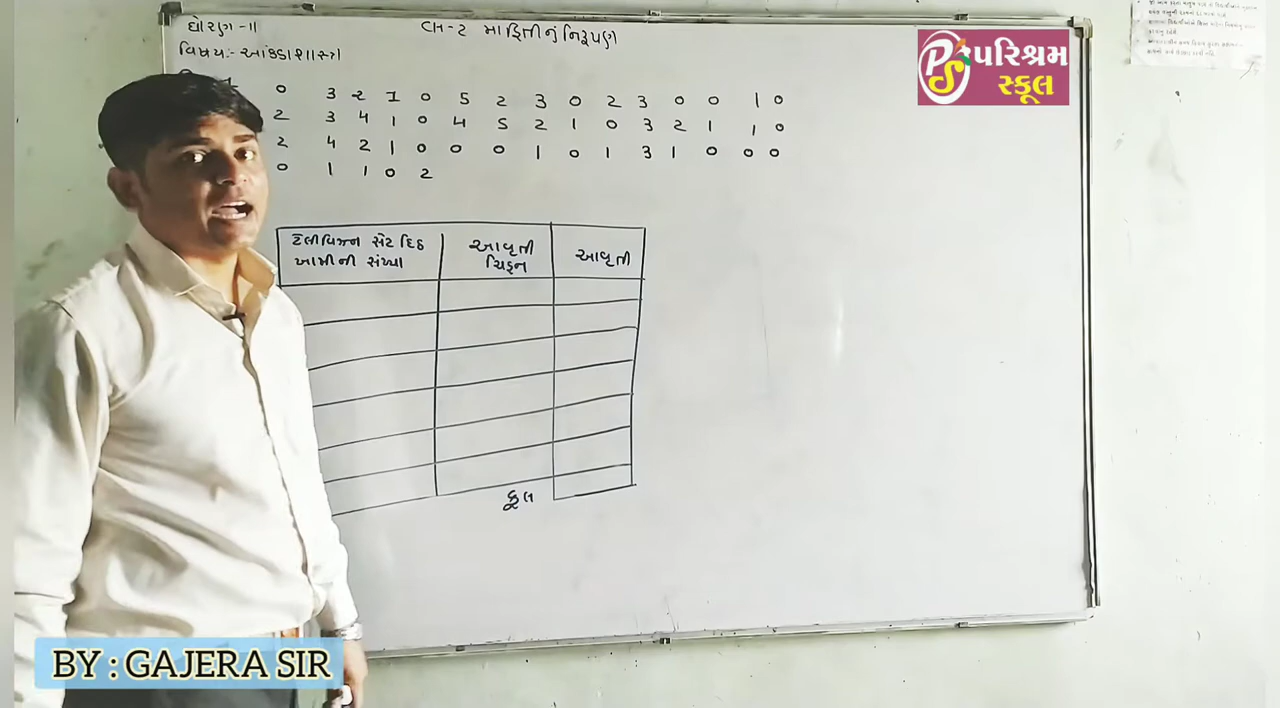 ધોરણ-૧૧
CH-2 માહિતીનું નિરૂપણ
વિષય:- આંકડાશાસ્ત્ર
પરિશ્રમ
સ્કૂલ
PS
0 3 2 1 0 5 2 3 0 2 3 0 0 1 0
2 3 4 1 0 4 5 2 1 0 3 2 1 1 0
2 4 2 1 0 0 0 1 0 1 3 1 0 0 0
0 1 1 0 2
ટેલીવિઝન સેટ દિઠ
ખામીની સંખ્યા
આવૃતી
ચિહ્ન
આવૃતી
કૂલ
BY : GAJERA SIR